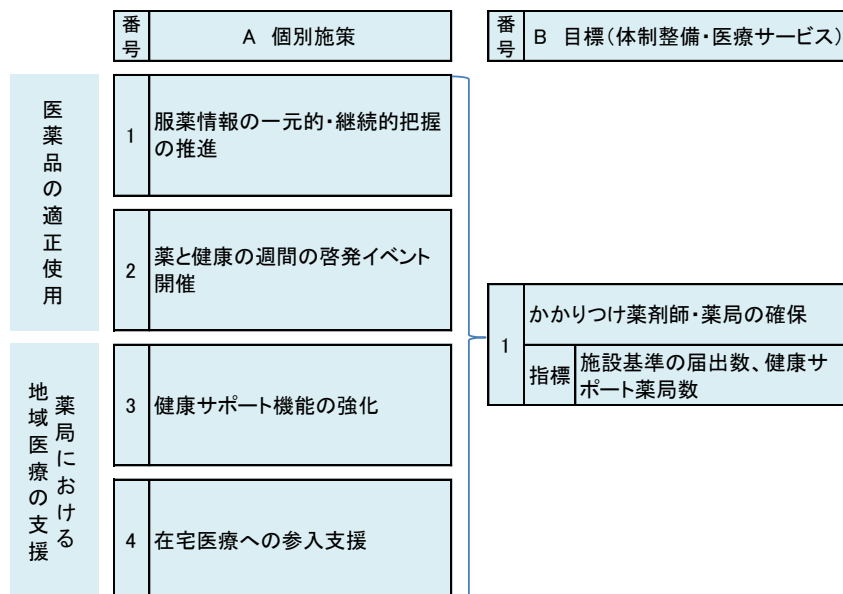 番号
A 個別施策
番号
B 目標(体制整備・医療サービス)
医薬品の適正使用
1
服薬情報の一元的・継続的把握
の推進
2
薬と健康の週間の啓発イベント
開催
薬局における
地域医療の支援
3
健康サポート機能の強化
4
在宅医療への参入支援
1
かかりつけ薬剤師・薬局の確保
指標
施設基準の届出数、健康サ
ポート薬局数